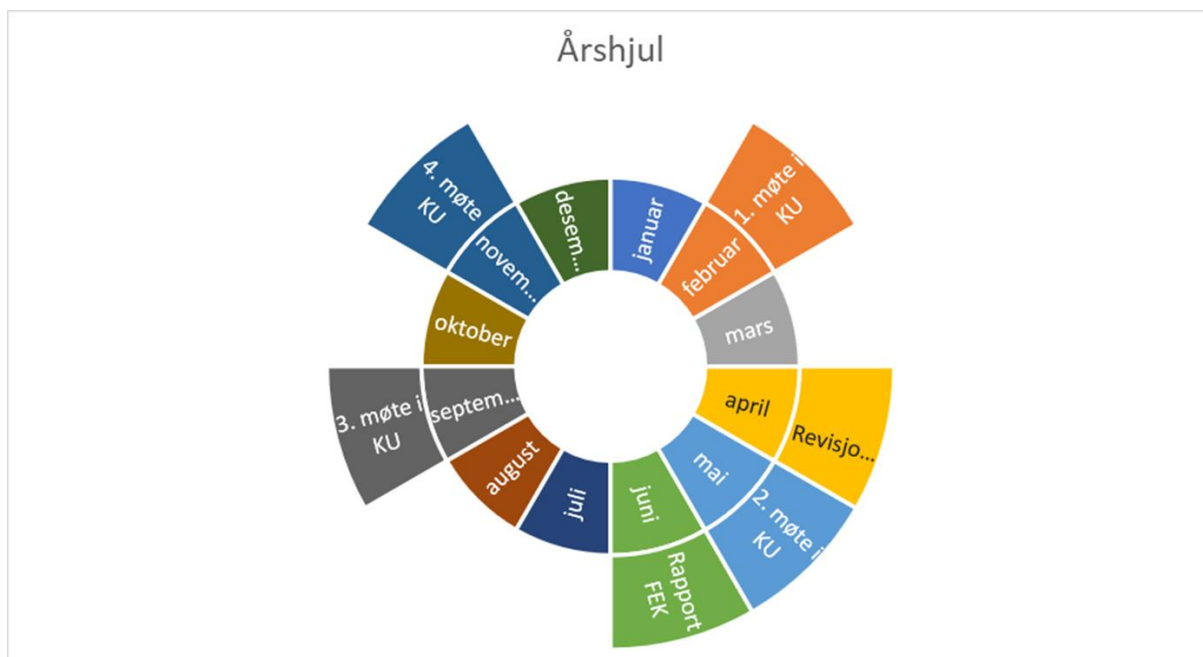 Årshjul
januar
februar
1. møte i
KU
mars
april
Revisjo...
mai
2. møte i
KU
juni
Rapport
FEK
juli
august
septem...
3. møte i
KU
oktober
novem...
4. møte
KU
desem...